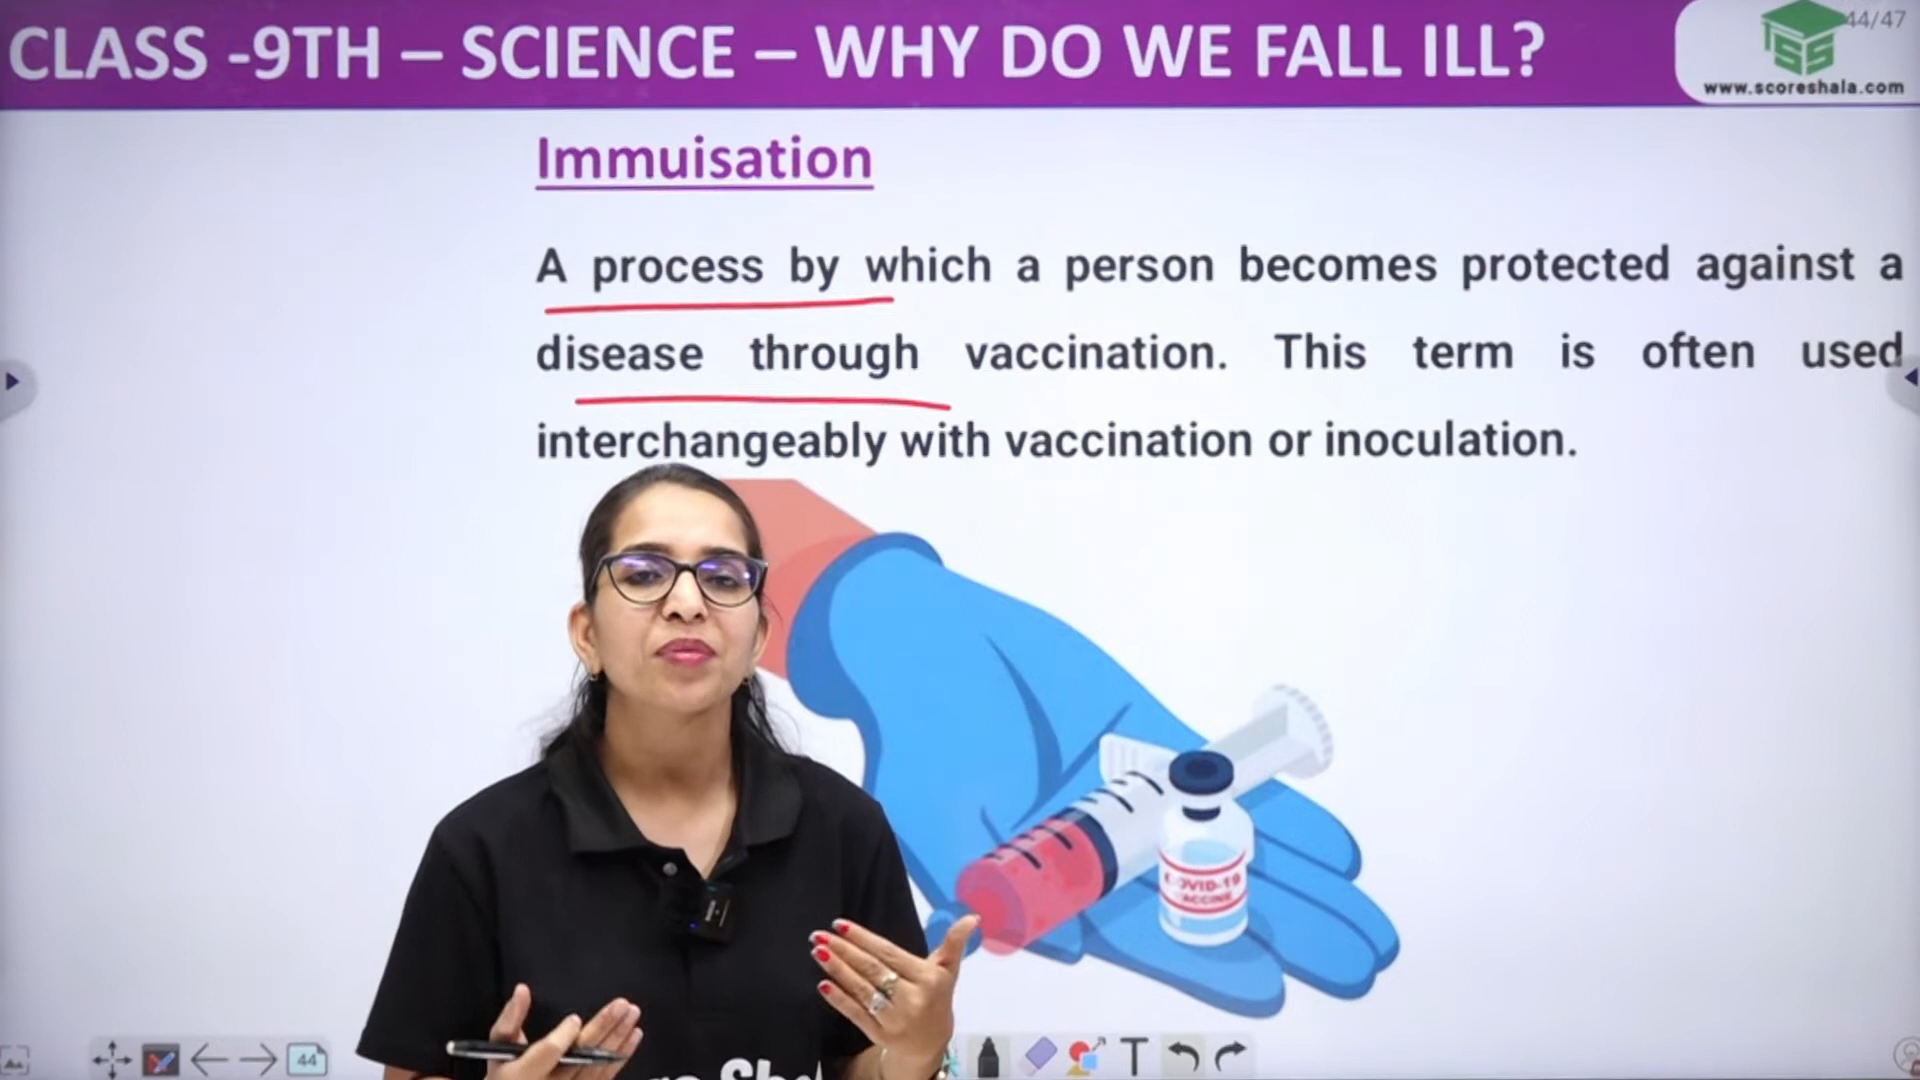 CLASS -9TH – SCIENCE – WHY DO WE FALL ILL?
44/47
SS
www.scoreshala.com
Immuisation
A process by which a person becomes protected against a
disease through vaccination. This term is often used
interchangeably with vaccination or inoculation.
44
T